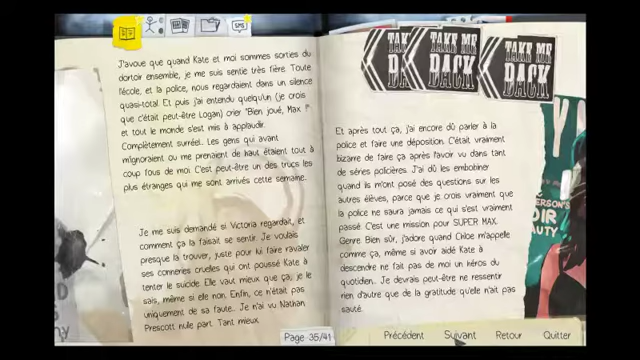 SMS
J'avoue que quand Kate et moi sommes sorties du
dortoir ensemble, je me suis sentie très fière. Toute
l'école, et la police, nous regardaient dans un silence
quasi-total. Et puis j'ai entendu quelqu'un (je crois
que c'était peut-être Logan) crier "Bien joué, Max !"
et tout le monde s'est mis à applaudir.
Complètement surréel. Les gens qui avant
m'ignoraient ou me prenaient de haut étaient tout à
coup fous de moi. C'est peut-être un des trucs les
plus étranges qui me sont arrivés cette semaine.
Je me suis demandé si Victoria regardait, et
comment ça la faisait se sentir. Je voulais
presque la trouver, juste pour lui faire ravaler
ses conneries cruelles qui ont poussé Kate à
tenter le suicide. Elle vaut mieux que ça, je le
sais, même si elle non. Enfin, ce n'était pas
uniquement de sa faute. Je n'ai vu Nathan
Prescott nulle part. Tant mieux.
TAKE ME
BACK
TAKE ME
BACK
Et après tout ça, j'ai encore dû parler à la
police et faire une déposition. C'était vraiment
bizarre de faire ça après l'avoir vu dans tant
de séries policières. J'ai dû les embobiner
quand ils m'ont posé des questions sur les
autres élèves, parce que je crois vraiment que
la police ne saura jamais ce qui s'est vraiment
passé. C'est une mission pour SUPER MAX.
Genre. Bien sûr, j'adore quand Chloe m'appelle
comme ça, même si avoir aidé Kate à
descendre ne fait pas de moi un héros du
quotidien. Je devrais peut-être ne ressentir
rien d'autre que de la gratitude qu'elle n'ait pas
sauté.
Page 35/41
Précédent
Suivant
Retour
Quitter